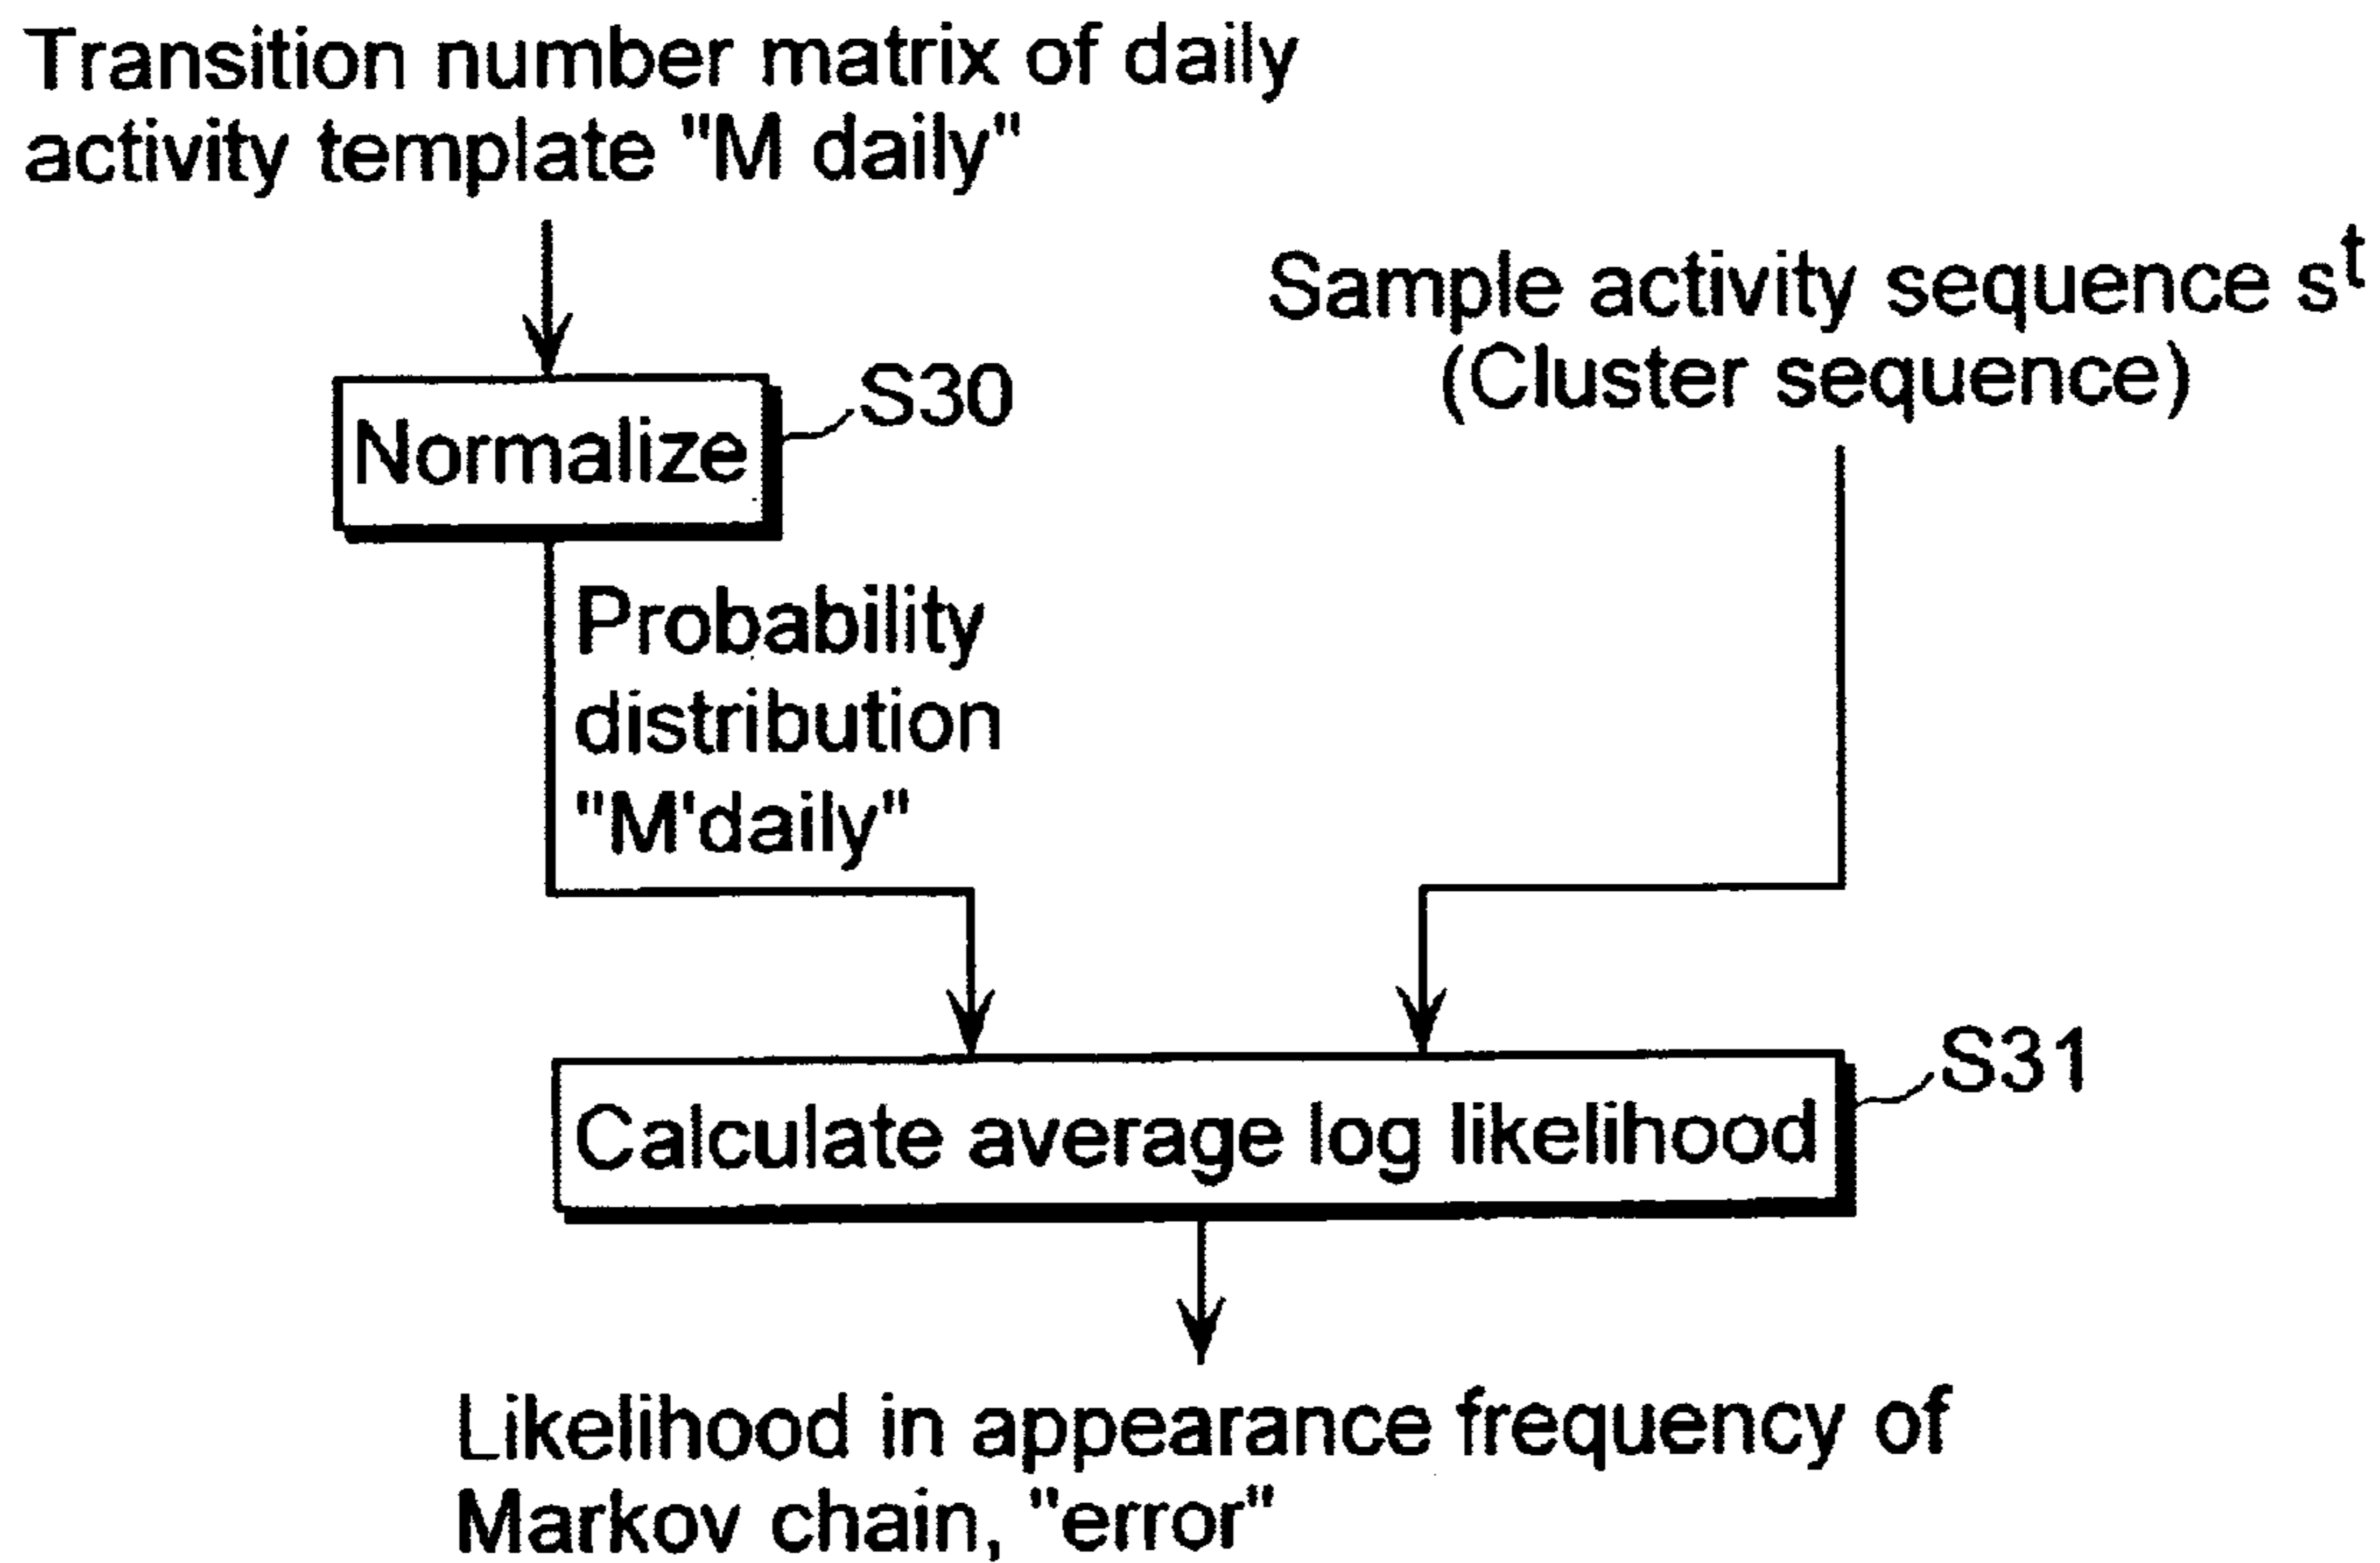 Transition number matrix of daily
activity template "M daily"
Sample activity sequence s^t
(Cluster sequence)
S30
Normalize
Probability
distribution
"M'daily"
S31
Calculate average log likelihood
Likelihood in appearance frequency of
Markov chain, "error"